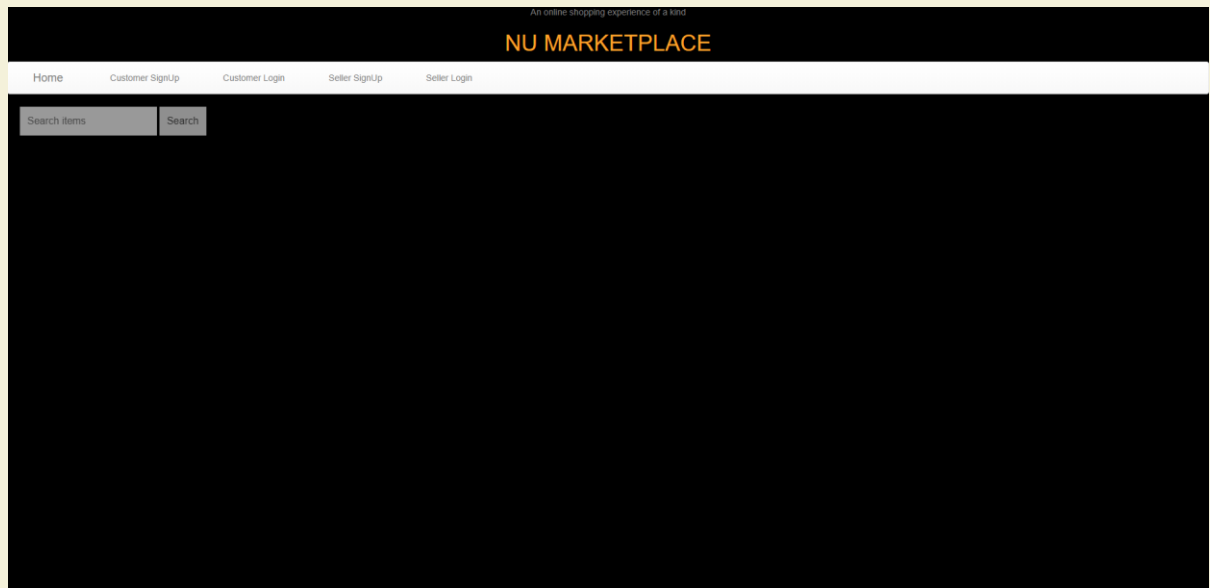 An online shopping experience of a kind
NU MARKETPLACE
Home Customer SignUp Customer Login Seller SignUp Seller Login
Search items Search